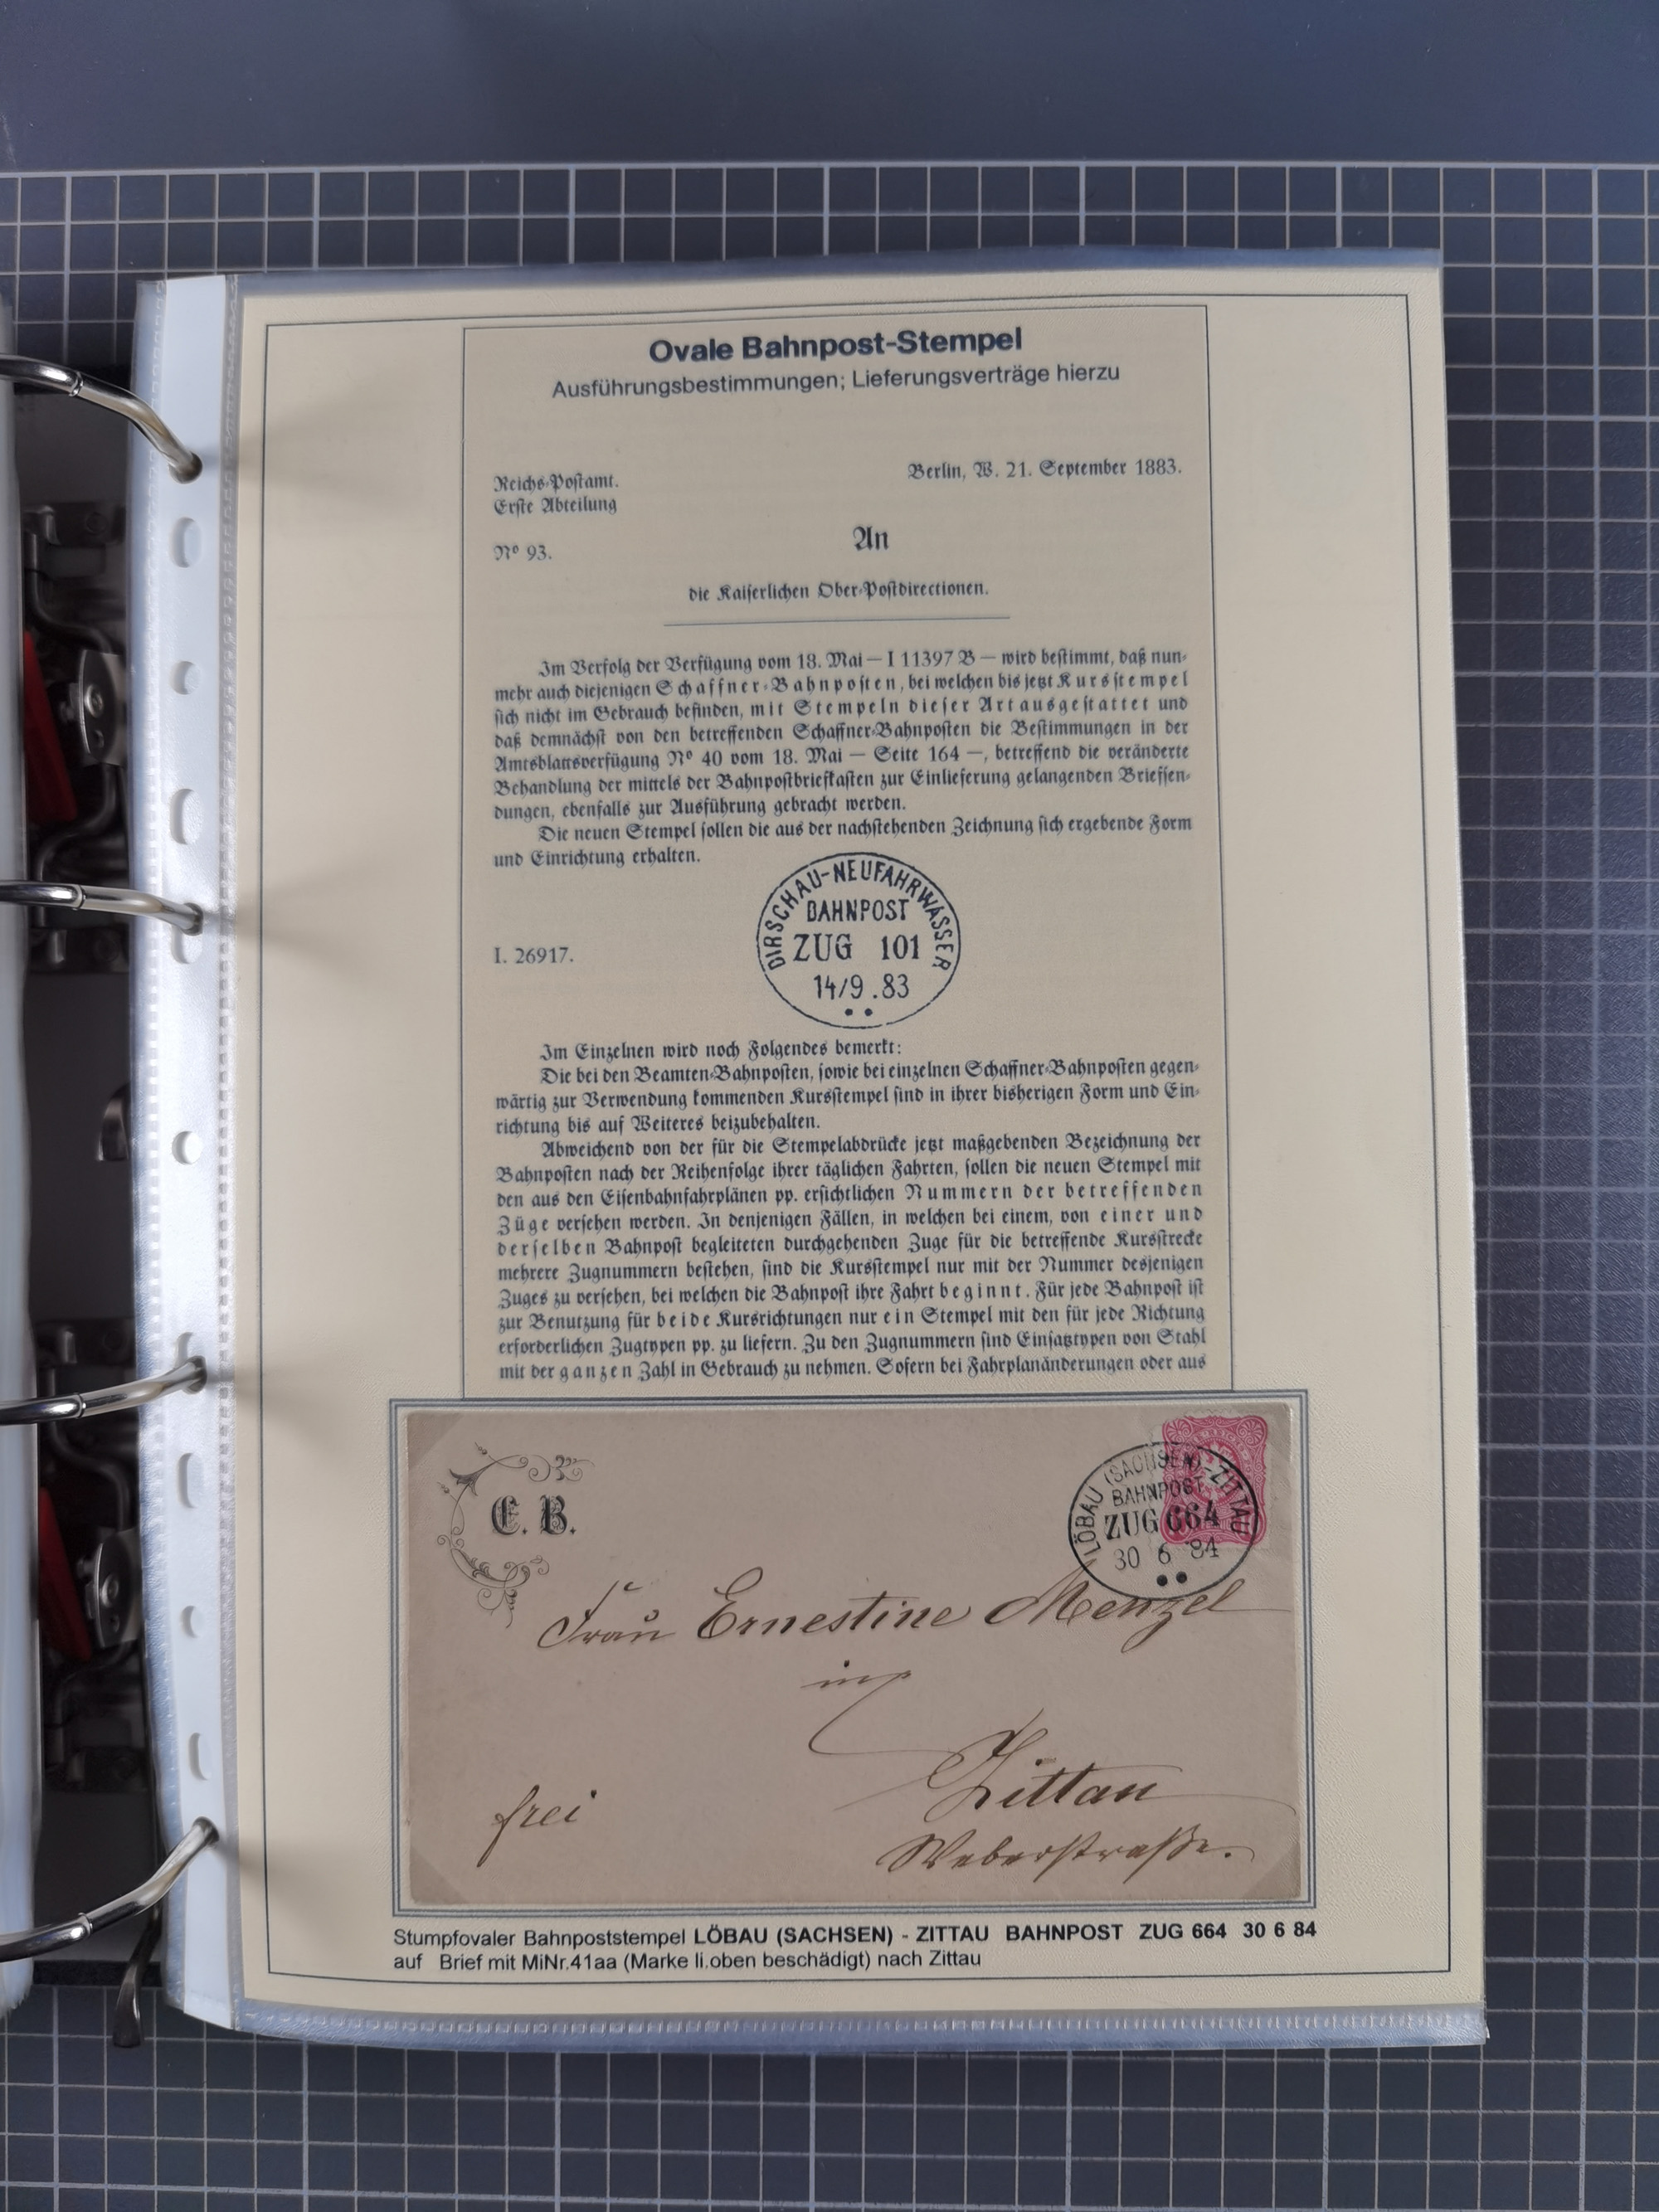 Ovale Bahnpost-Stempel
Ausführungsbestimmungen; Lieferungsverträge hierzu
Reichs-Postamt.
Erste Abteilung
Berlin, W. 21. September 1883.
Nº 93.
An
die Kaiserlichen Ober-Postdirectionen.
Im Verfolg der Verfügung vom 18. Mai — I 11397 B — wird bestimmt, daß nun-
mehr auch diejenigen Schaffner-Bahnposten, bei welchen bis jetzt Kursstempel
sich nicht im Gebrauch befinden, mit Stempeln dieser Art ausgestattet und
daß demnächst von den betreffenden Schaffner-Bahnposten die Bestimmungen in der
Amtsblattsverfügung Nº 40 vom 18. Mai — Seite 164 —, betreffend die veränderte
Behandlung der mittels der Bahnpostbriefkasten zur Einlieferung gelangenden Briefsen-
dungen, ebenfalls zur Ausführung gebracht werden.
Die neuen Stempel sollen die aus der nachstehenden Zeichnung sich ergebende Form
und Einrichtung erhalten.
DIRSCHAU-NEUFAHRWASSER
BAHNPOST
ZUG 101
14/9.83
I. 26917.
Im Einzelnen wird noch Folgendes bemerkt:
Die bei den Beamten-Bahnposten, sowie bei einzelnen Schaffner-Bahnposten gegen-
wärtig zur Verwendung kommenden Kursstempel sind in ihrer bisherigen Form und Ein-
richtung bis auf Weiteres beizubehalten.
Abweichend von der für die Stempelabdrücke jetzt maßgebenden Bezeichnung der
Bahnposten nach der Reihenfolge ihrer täglichen Fahrten, sollen die neuen Stempel mit
den aus den Eisenbahnfahrplänen pp. ersichtlichen Nummern der betreffenden
Züge versehen werden. In denjenigen Fällen, in welchen bei einem, von einer und
derselben Bahnpost begleiteten durchgehenden Zuge für die betreffende Kursstrecke
mehrere Zugnummern bestehen, sind die Kursstempel nur mit der Nummer desjenigen
Zuges zu versehen, bei welchen die Bahnpost ihre Fahrt beginnt. Für jede Bahnpost ist
zur Benutzung für beide Kursrichtungen nur ein Stempel mit den für jede Richtung
erforderlichen Zugtypen pp. zu liefern. Zu den Zugnummern sind Einsatztypen von Stahl
mit der ganzen Zahl in Gebrauch zu nehmen. Sofern bei Fahrplanänderungen oder aus
E. B.
LÖBAU (SACHSEN)-ZITTAU
BAHNPOST
ZUG 664
30 6 84
Frau Ernestine Menzel
in
Zittau
frei
Weberstraße.
Stumpfovaler Bahnpoststempel LÖBAU (SACHSEN) - ZITTAU BAHNPOST ZUG 664 30 6 84
auf Brief mit MiNr.41aa (Marke li.oben beschädigt) nach Zittau